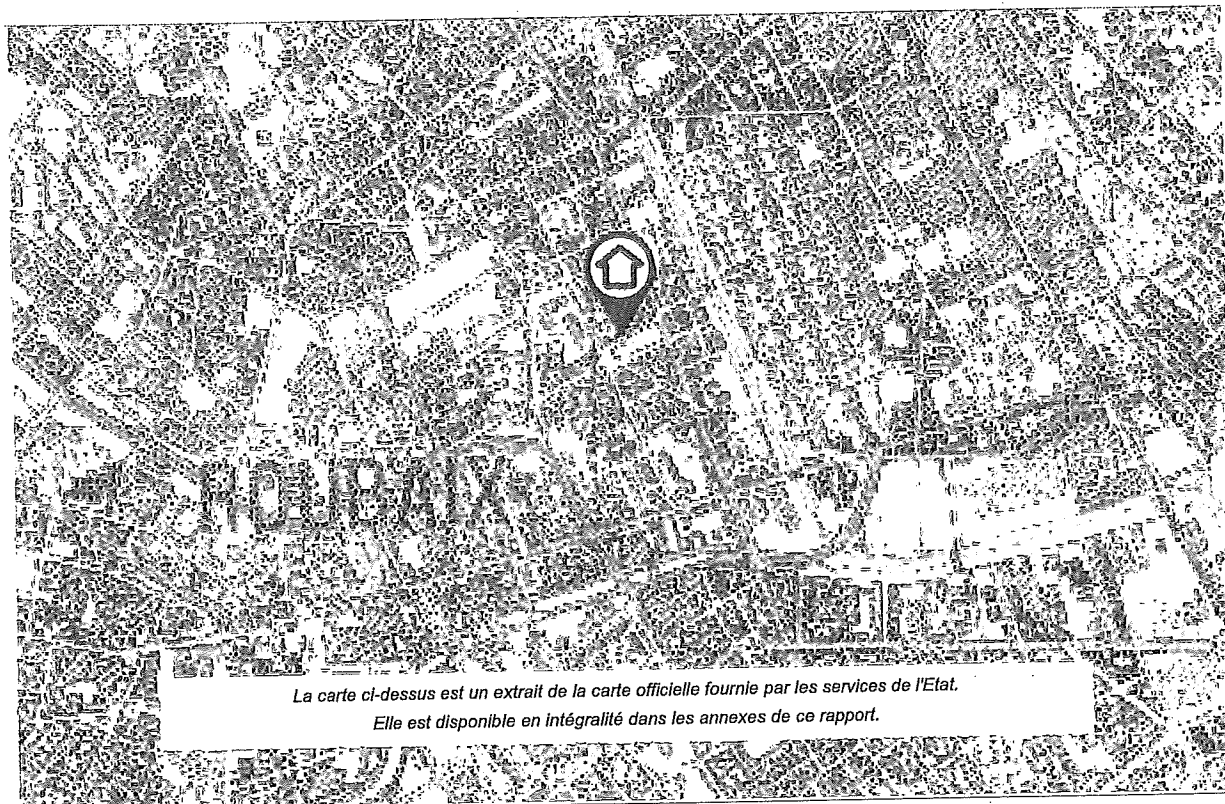 La carte ci-dessus est un extrait de la carte officielle fournie par les services de l'Etat.
Elle est disponible en intégralité dans les annexes de ce rapport.